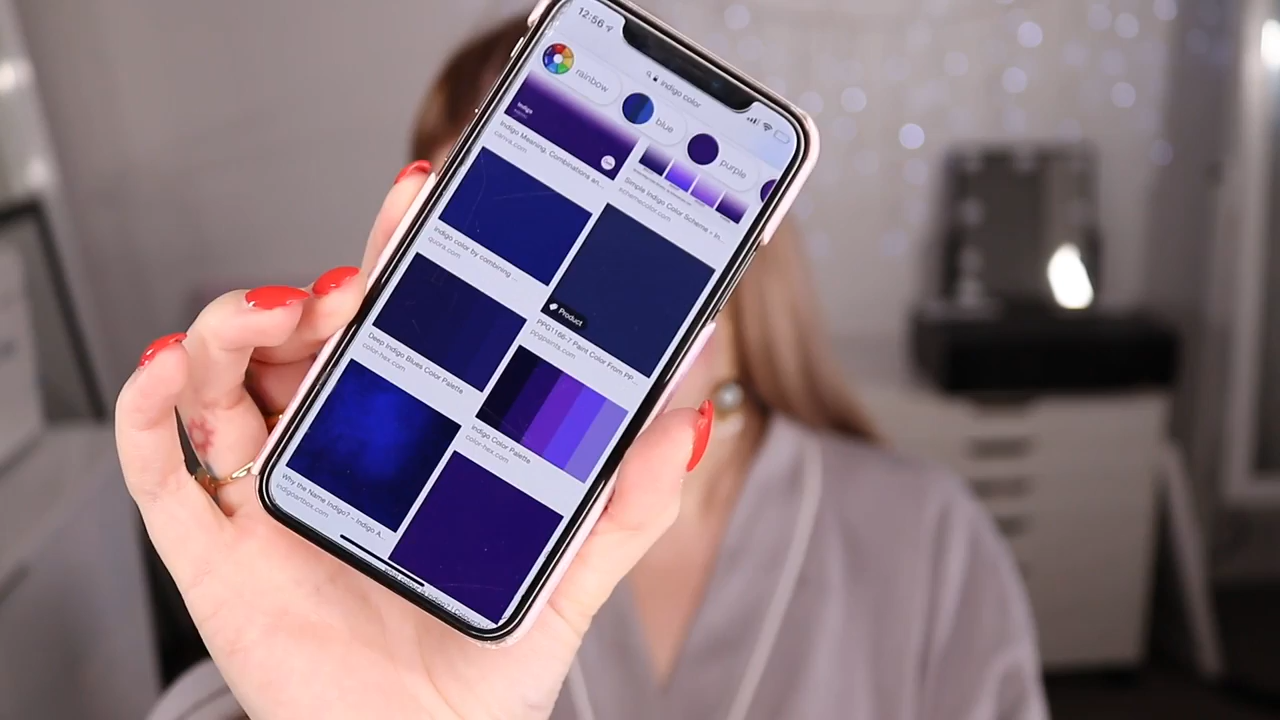 12:56
indigo color
rainbow
blue
purple
Indigo
Indigo Meaning, Combinations an...
canva.com
Simple Indigo Color Scheme » In...
schemecolor.com
indigo color by combining ...
quora.com
Product
PPG1166-7 Paint Color From PP...
ppgpaints.com
Deep Indigo Blues Color Palette
color-hex.com
Indigo Color Palette
color-hex.com
Why the Name Indigo? – Indigo A...
indigoartbox.com